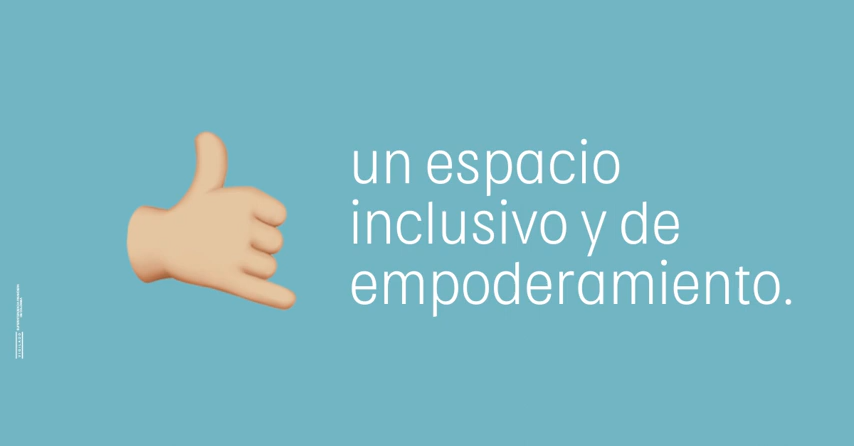 un espacio
inclusivo y de
empoderamiento.